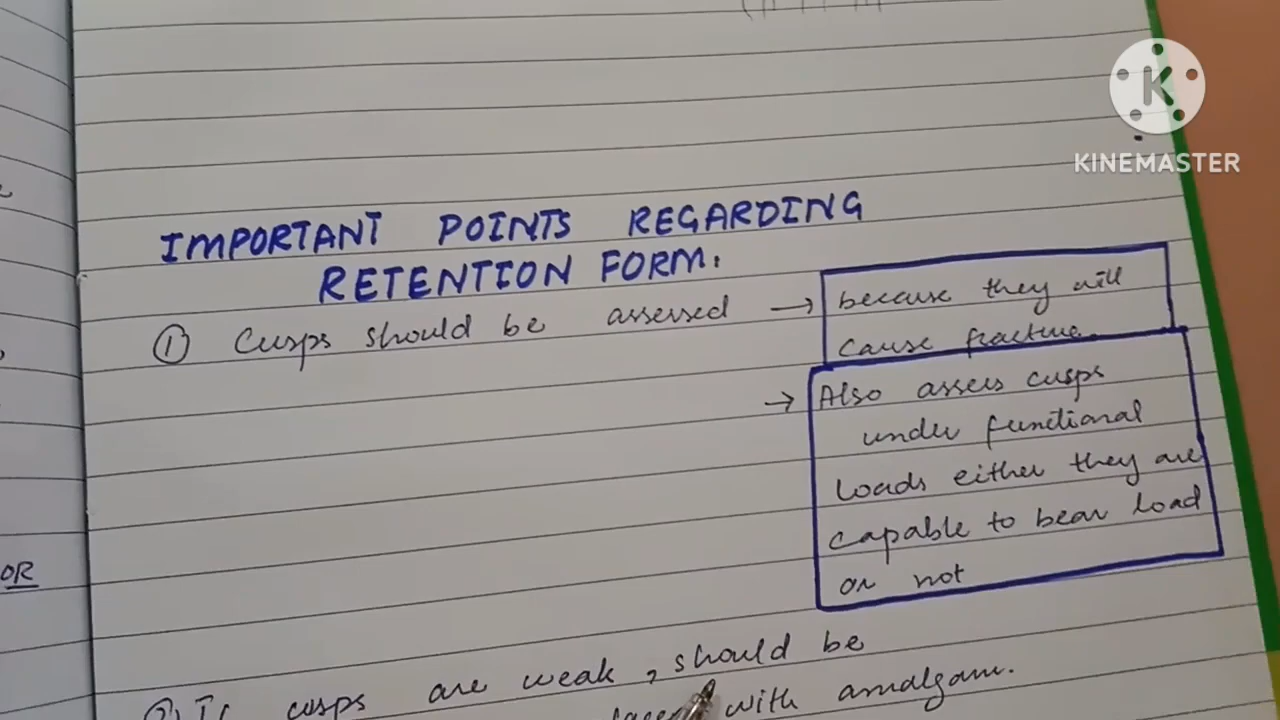 KINEMASTER
IMPORTANT POINTS REGARDING
RETENTION FORM.
① Cusps should be assessed → because they will
cause fracture
→ Also assess cusps
under functional
loads either they are
capable to bear load
or not
OR
cusps are weak, should be
with amalgam.